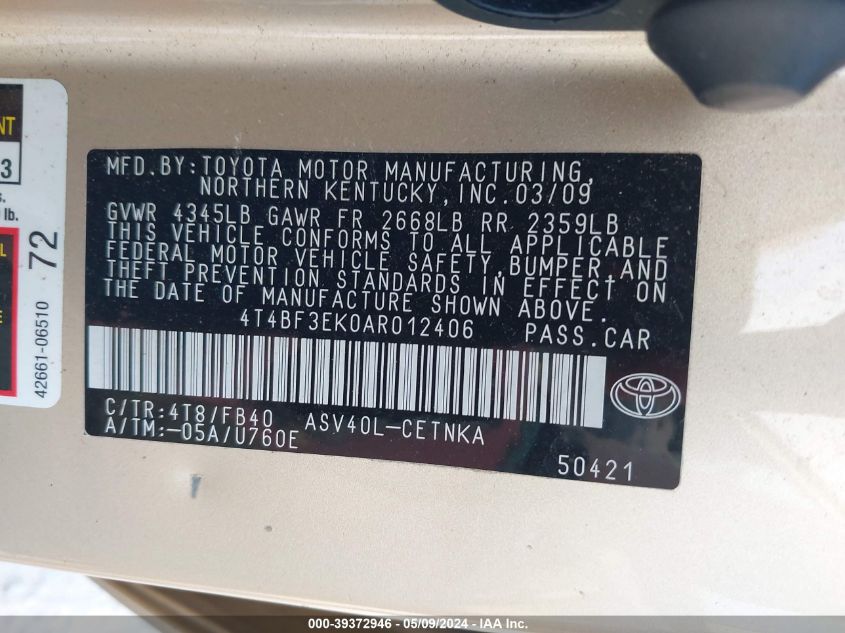 NT
3
s.
lb.
L
E
72
42661-06510
MFD.BY:TOYOTA MOTOR MANUFACTURING,
NORTHERN KENTUCKY,INC.03/09
GVWR 4345LB GAWR FR 2668LB RR 2359LB
THIS VEHICLE CONFORMS TO ALL APPLICABLE
FEDERAL MOTOR VEHICLE SAFETY,BUMPER AND
THEFT PREVENTION STANDARDS IN EFFECT ON
THE DATE OF MANUFACTURE SHOWN ABOVE.
4T4BF3EK0AR012406 PASS.CAR
C/TR:4T8/FB40 ASV40L-CETNKA
A/TM:-05A/U760E
50421
000-39372946 - 05/09/2024 - IAA Inc.